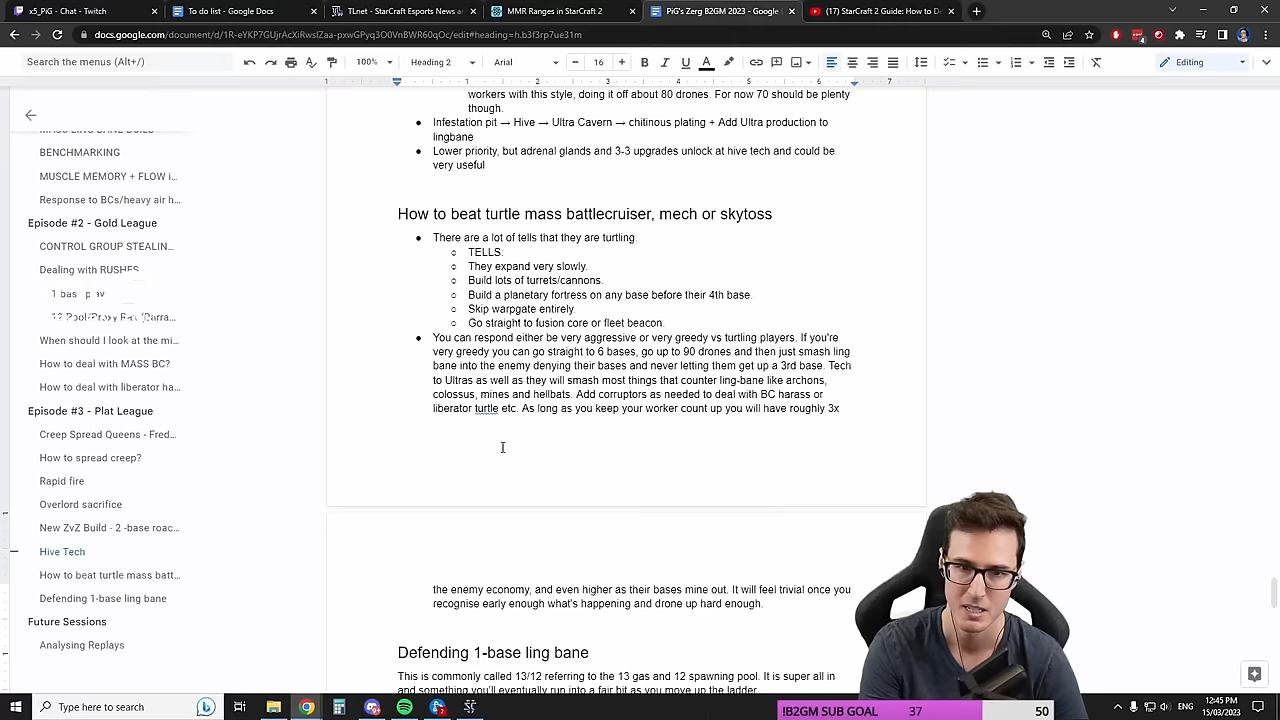 x5_PiG - Chat - Twitch
To do list - Google Docs
TLnet - StarCraft Esports News a
MMR Ranges in StarCraft 2
PiG's Zerg B2GM 2023 - Google
(17) StarCraft 2 Guide: How to De
docs.google.com/document/d/1R-eYKP7GUjrAcXiRwsIZaa-pxwGPyq3O0VnBWR60qOc/edit#heading=h.b3f3rp7ue31m
Search the menus (Alt+/)
100%
Heading 2
Arial
16
Editing
BENCHMARKING
MUSCLE MEMORY + FLOW i...
Response to BCs/heavy air h...
Episode #2 - Gold League
CONTROL GROUP STEALIN...
Dealing with RUSHES
When should I look at the mi...
How to deal with MASS BC?
How to deal with liberator ha...
Episode #3 - Plat League
Creep Spread Queens - Fred...
How to spread creep?
Rapid fire
Overlord sacrifice
New ZvZ Build - 2 -base roac...
Hive Tech
How to beat turtle mass batt...
Defending 1-base ling bane
Future Sessions
Analysing Replays
workers with this style, doing it off about 80 drones. For now 70 should be plenty
though.
● Infestation pit → Hive → Ultra Cavern → chitinous plating + Add Ultra production to
lingbane
● Lower priority, but adrenal glands and 3-3 upgrades unlock at hive tech and could be
very useful
How to beat turtle mass battlecruiser, mech or skytoss
● There are a lot of tells that they are turtling.
○ TELLS:
○ They expand very slowly.
○ Build lots of turrets/cannons.
○ Build a planetary fortress on any base before their 4th base.
○ Skip warpgate entirely.
○ Go straight to fusion core or fleet beacon.
● You can respond either be very aggressive or very greedy vs turtling players. If you're
very greedy you can go straight to 6 bases, go up to 90 drones and then just smash ling
bane into the enemy denying their bases and never letting them get up a 3rd base. Tech
to Ultras as well as they will smash most things that counter ling-bane like archons,
colossus, mines and hellbats. Add corruptors as needed to deal with BC harass or
liberator turtle etc. As long as you keep your worker count up you will have roughly 3x
the enemy economy, and even higher as their bases mine out. It will feel trivial once you
recognise early enough what's happening and drone up hard enough.
Defending 1-base ling bane
This is commonly called 13/12 referring to the 13 gas and 12 spawning pool. It is super all in
and something you'll eventually run into a fair bit as you move up the ladder.
Type here to search
ENG
12:45 PM
15/03/2023
!B2GM SUB GOAL 37 50